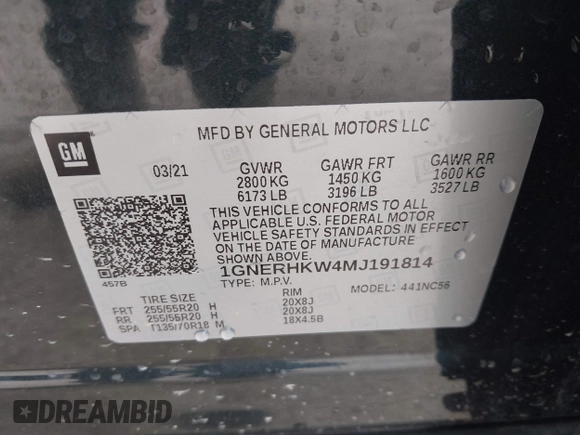 MFD BY GENERAL MOTORS LLC
GM
03/21 GVWR GAWR FRT GAWR RR
2800 KG 1450 KG 1600 KG
6173 LB 3196 LB 3527 LB
THIS VEHICLE CONFORMS TO ALL
APPLICABLE U.S. FEDERAL MOTOR
VEHICLE SAFETY STANDARDS IN EFFECT
ON THE DATE OF MANUFACTURE SHOWN
ABOVE.
1GNERHKW4MJ191814
457B TYPE: M.P.V. MODEL: 441NC56
TIRE SIZE RIM
FRT 255/55R20 H 20X8J
RR 255/55R20 H 20X8J
SPA T135/70R18 M 18X4.5B
DREAMBID